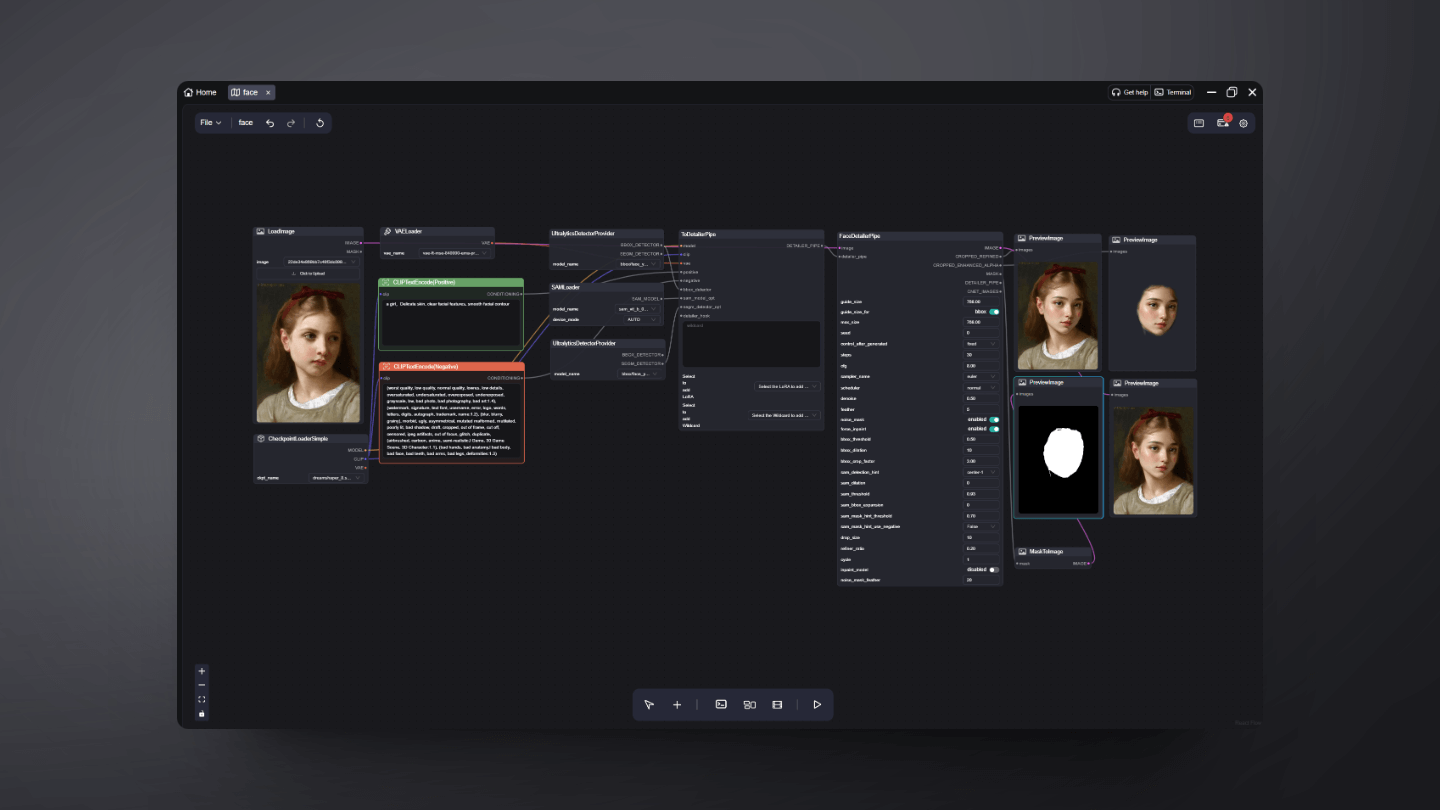 Home
face
Get help
Terminal
File
face
LoadImage
IMAGE
MASK
image
Click to Upload
CheckpointLoaderSimple
MODEL
CLIP
VAE
ckpt_name
dreamshaper_8.s...
VAELoader
VAE
vae_name
CLIPTextEncode(Positive)
clip
CONDITIONING
a girl, Delicate skin, clear facial features, smooth facial contour
CLIPTextEncode(Negative)
clip
CONDITIONING
(worst quality, low quality, normal quality, lowres, low details,
oversaturated, undersaturated, overexposed, underexposed,
grayscale, bw, bad photo, bad photography, bad art:1.4),
(watermark, signature, text font, username, error, logo, words,
letters, digits, autograph, trademark, name:1.2), (blur, blurry,
grainy), morbid, ugly, asymmetrical, mutated malformed, mutilated,
poorly lit, bad shadow, draft, cropped, out of frame, cut off,
censored, jpeg artifacts, out of focus, glitch, duplicate,
(airbrushed, cartoon, anime, semi-realistic:) 
(bad hands, bad anatomy, bad body,
bad face, bad teeth, bad arms, bad legs, deformities:1.3)
UltralyticsDetectorProvider
BBOX_DETECTOR
SEGM_DETECTOR
model_name
SAMLoader
SAM_MODEL
model_name
device_mode
AUTO
UltralyticsDetectorProvider
BBOX_DETECTOR
SEGM_DETECTOR
model_name
ToDetailerPipe
DETAILER_PIPE
model
clip
vae
positive
negative
bbox_detector
sam_model_opt
segm_detector_opt
detailer_hook
wildcard
Select
to
add
LoRA
Select the LoRA to add ...
Select
to
add
Wildcard
Select the Wildcard to add ...
FaceDetailerPipe
image
detailer_pipe
IMAGE
CROPPED_REFINED
CROPPED_ENHANCED_ALPHA
MASK
DETAILER_PIPE
CNET_IMAGES
guide_size
768.00
guide_size_for
bbox
max_size
768.00
seed
0
control_after_generated
fixed
steps
20
cfg
8.00
sampler_name
euler
scheduler
normal
denoise
0.50
feather
5
noise_mask
enabled
force_inpaint
enabled
bbox_threshold
0.50
bbox_dilation
10
bbox_crop_factor
3.00
sam_detection_hint
center-1
sam_dilation
0
sam_threshold
0.93
sam_bbox_expansion
0
sam_mask_hint_threshold
0.70
sam_mask_hint_use_negative
False
drop_size
10
refiner_ratio
0.20
cycle
1
inpaint_model
disabled
noise_mask_feather
20
PreviewImage
images
PreviewImage
images
PreviewImage
images
PreviewImage
images
MaskToImage
mask
IMAGE